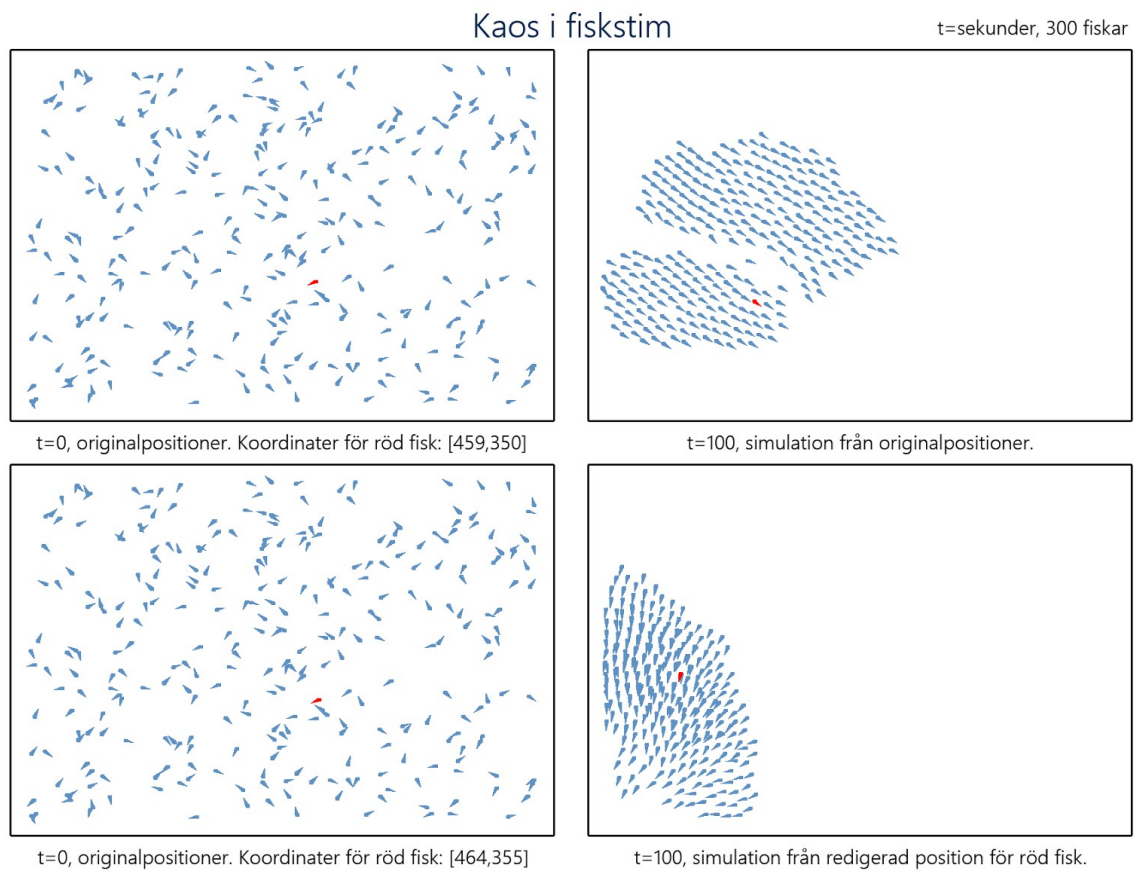 Kaos i fiskstim
t=sekunder, 300 fiskar
t=0, originalpositioner. Koordinater för röd fisk: [459,350]
t=100, simulation från originalpositioner.
t=0, originalpositioner. Koordinater för röd fisk: [464,355]
t=100, simulation från redigerad position för röd fisk.